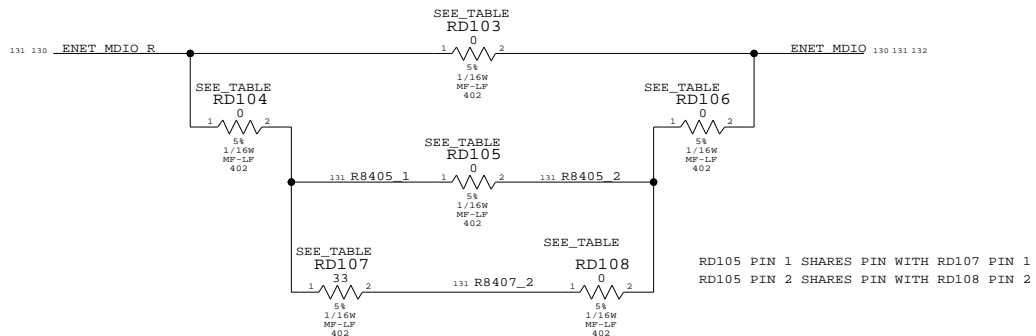 SEE_TABLE
RD103
0
131 130 ENET_MDIO_R 1 2 ENET_MDIO 130 131 132
5%
1/16W
MF-LF
402
SEE_TABLE
RD104
0
1 2
5%
1/16W
MF-LF
402
SEE_TABLE
RD106
0
1 2
5%
1/16W
MF-LF
402
SEE_TABLE
RD105
0
131 R8405_1 1 2 131 R8405_2
5%
1/16W
MF-LF
402
SEE_TABLE
RD107
33
1 2
5%
1/16W
MF-LF
402
131 R8407_2
SEE_TABLE
RD108
0
1 2
5%
1/16W
MF-LF
402
RD105 PIN 1 SHARES PIN WITH RD107 PIN 1
RD105 PIN 2 SHARES PIN WITH RD108 PIN 2